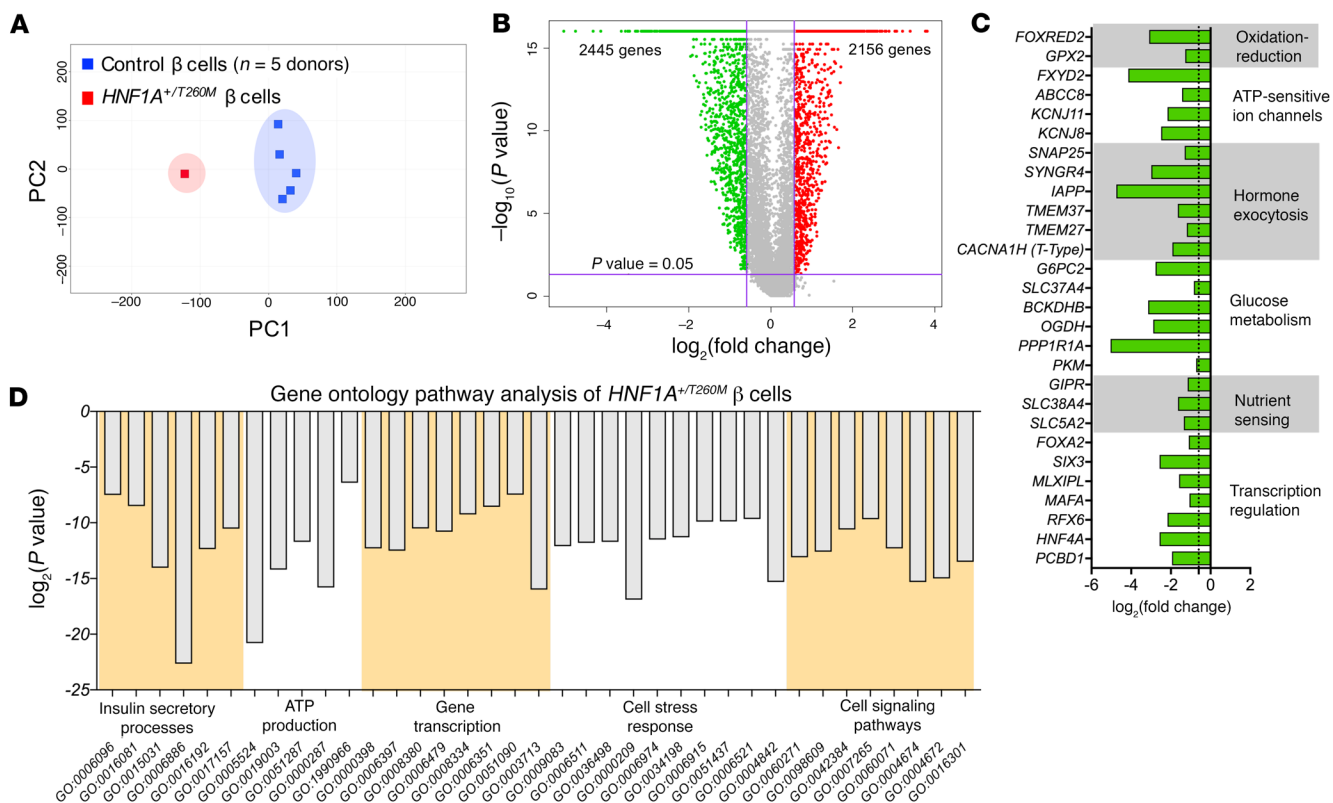 A
200
100
0
−100
−200
PC2
Control β cells (n = 5 donors)
HNF1A+/T260M β cells
−200
−100
0
100
200
PC1
B
15
10
5
0
−log10(P value)
2445 genes
2156 genes
P value = 0.05
−4
−2
0
2
4
log2(fold change)
C
FOXRED2
GPX2
FXYD2
ABCC8
KCNJ11
KCNJ8
SNAP25
SYNGR4
IAPP
TMEM37
TMEM27
CACNA1H (T-Type)
G6PC2
SLC37A4
BCKDHB
OGDH
PPP1R1A
PKM
GIPR
SLC38A4
SLC5A2
FOXA2
SIX3
MLXIPL
MAFA
RFX6
HNF4A
PCBD1
Oxidation-
reduction
ATP-sensitive
ion channels
Hormone
exocytosis
Glucose
metabolism
Nutrient
sensing
Transcription
regulation
-6
-4
-2
0
2
log2(fold change)
D
Gene ontology pathway analysis of HNF1A+/T260M β cells
0
-5
-10
-15
-20
-25
log2(P value)
Insulin secretory
processes
ATP
production
Gene
transcription
Cell stress
response
Cell signaling
pathways
GO:0006096
GO:0016081
GO:0015031
GO:0006886
GO:0016192
GO:0017157
GO:0005524
GO:0019003
GO:0051287
GO:0000287
GO:1990966
GO:0000398
GO:0006397
GO:0008380
GO:0006479
GO:0008334
GO:0006351
GO:0051090
GO:0003713
GO:0009083
GO:0006511
GO:0036498
GO:0000209
GO:0006974
GO:0034198
GO:0006915
GO:0051437
GO:0006521
GO:0004842
GO:0060271
GO:0098609
GO:0042384
GO:0007265
GO:0060071
GO:0004674
GO:0004672
GO:0016301